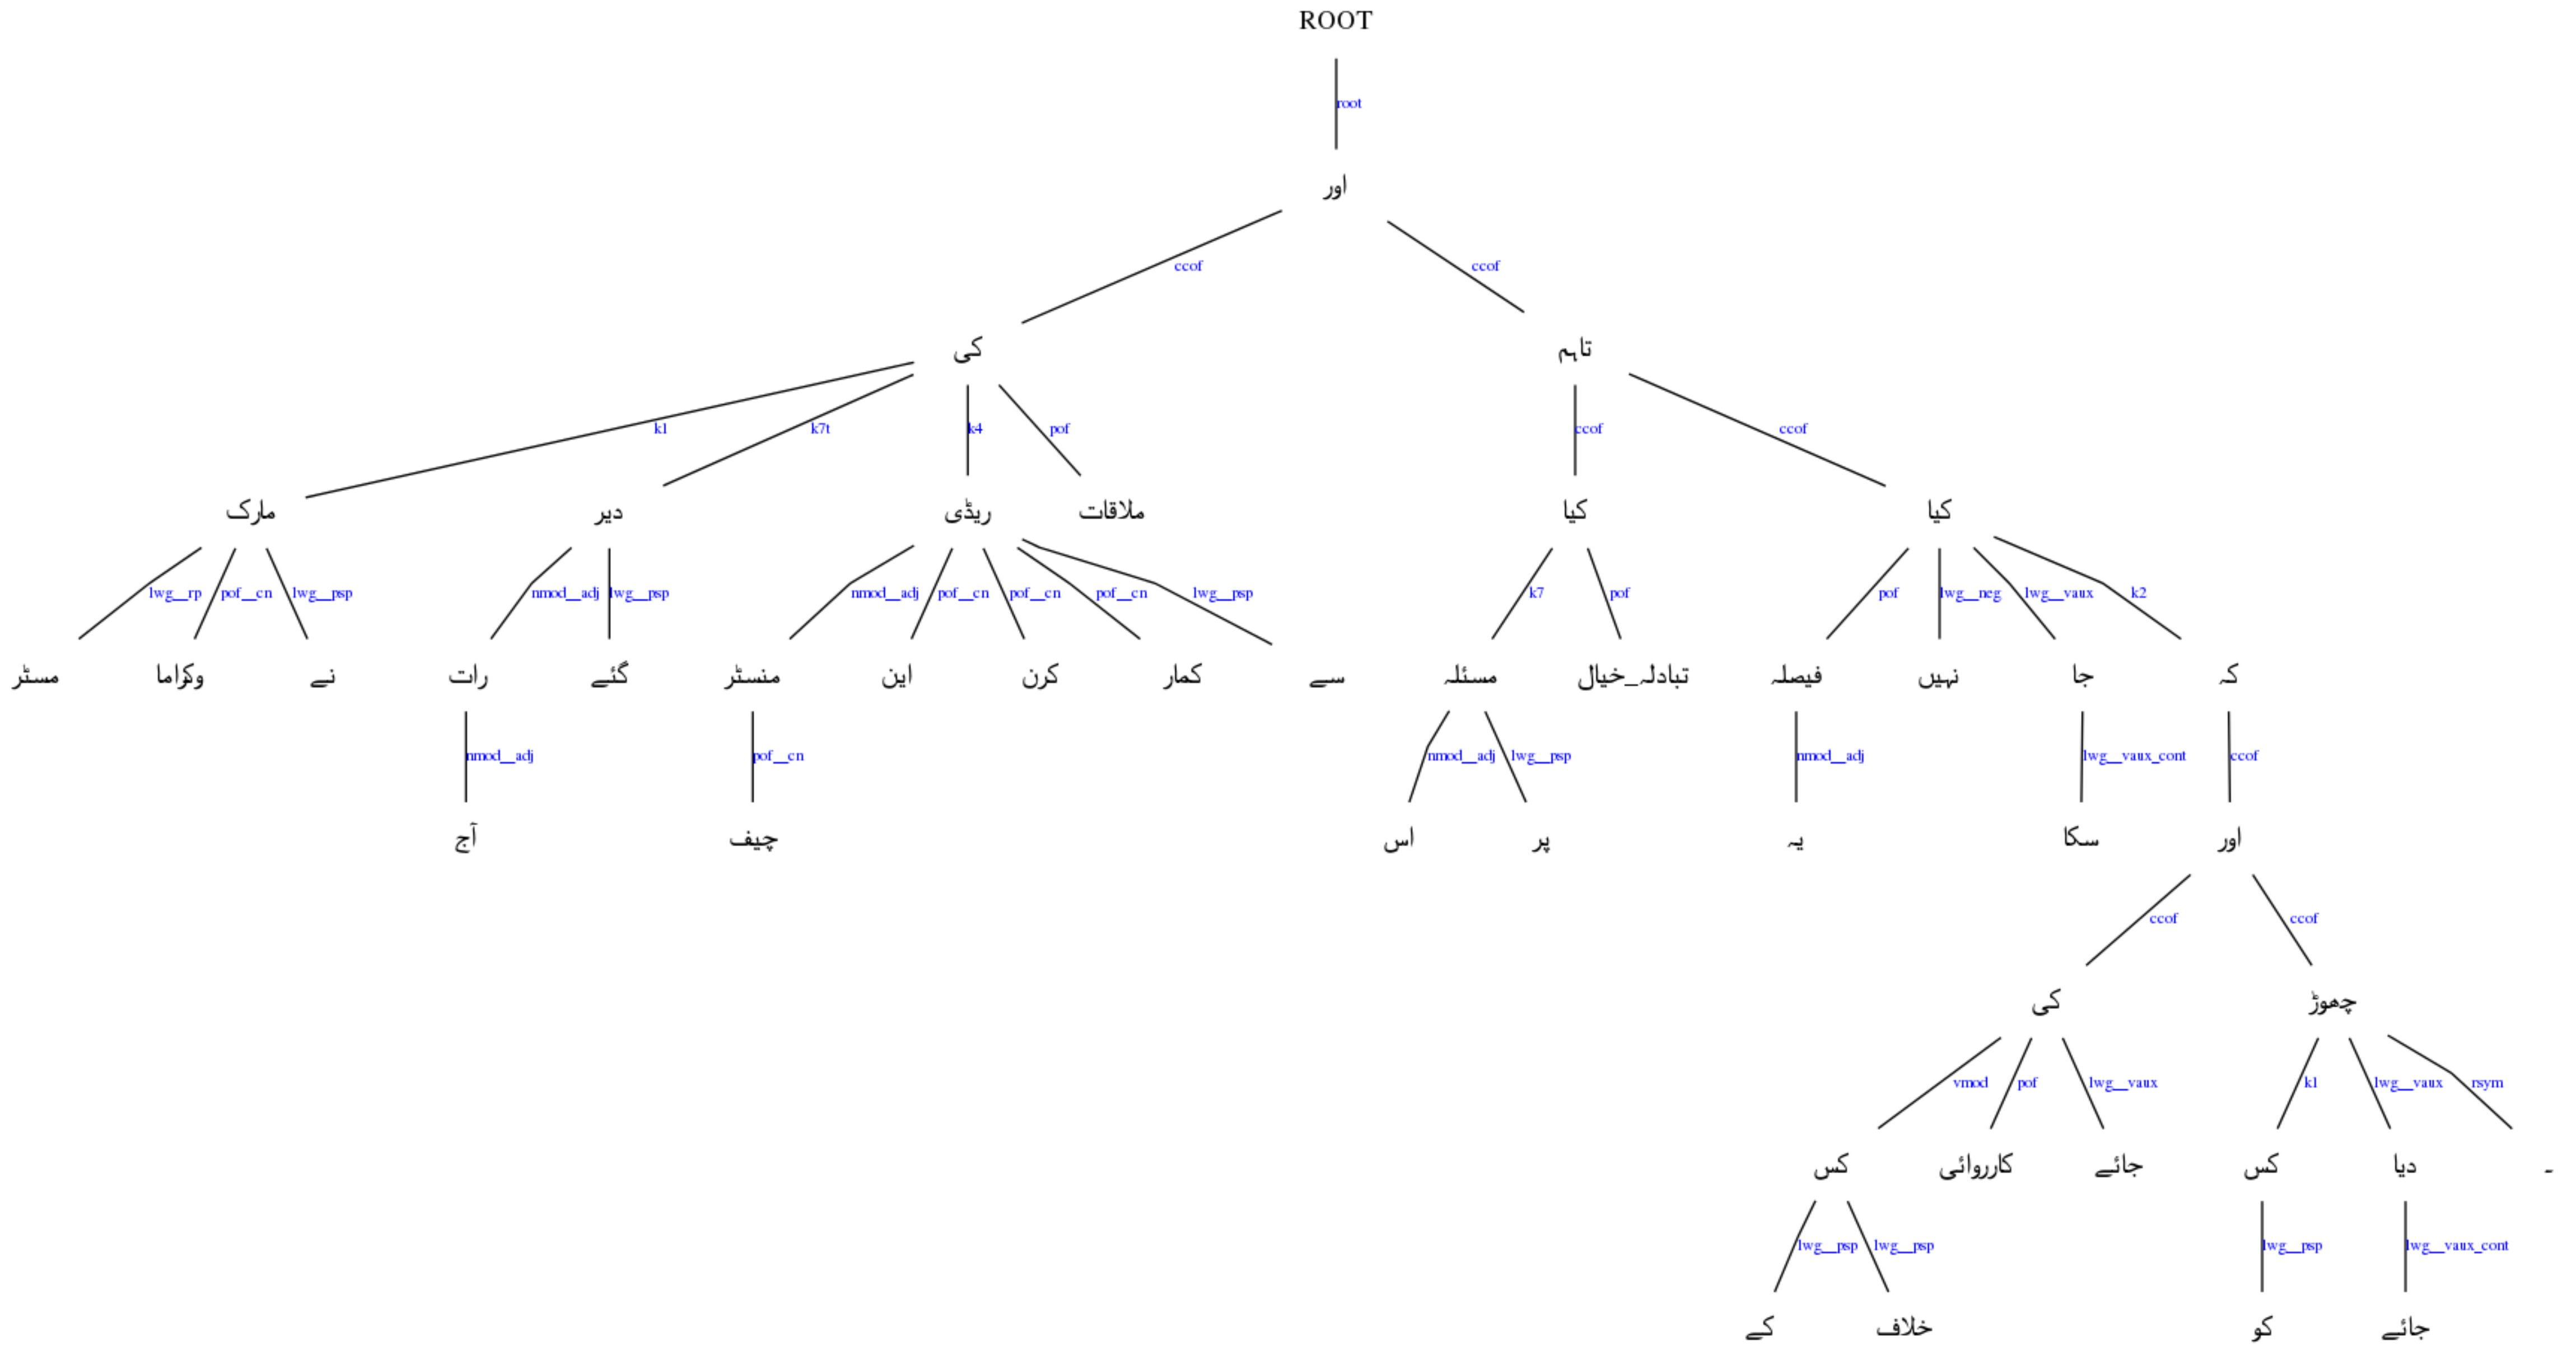 ROOT
root
اور
ccof ccof
کی تاہم
k1 k7t k4 pof ccof ccof
مارک دیر ریڈی ملاقات کیا کیا
lwg__rp pof__cn lwg__psp nmod__adj lwg__psp nmod__adj pof__cn pof__cn pof__cn lwg__psp k7 pof pof lwg__neg lwg__vaux k2
مسٹر وکراما نے رات گئے منسٹر این کرن کمار سے مسئلہ تبادلہ_خیال فیصلہ نہیں جا کہ
nmod__adj pof__cn nmod__adj lwg__psp nmod__adj lwg__vaux_cont ccof
آج چیف اس پر یہ سکا اور
ccof ccof
کی چھوڑ
vmod pof lwg__vaux k1 lwg__vaux rsym
کس کارروائی جائے کس دیا ۔
lwg__psp lwg__psp lwg__psp lwg__vaux_cont
کے خلاف کو جائے